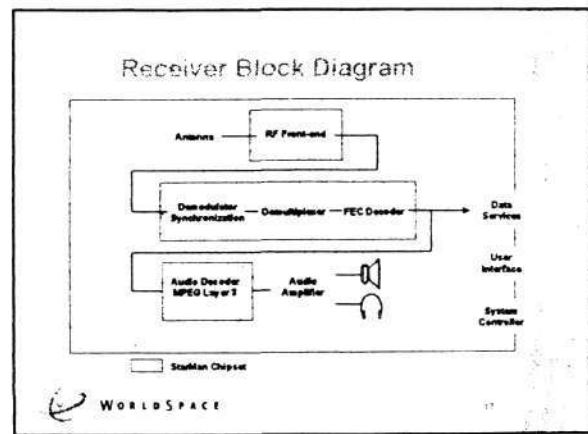 Receiver Block Diagram
Antenna
RF Front-end
Demodulator
Synchronization
Demultiplexer
FEC Decoder
Data
Services
User
Interface
Audio Decoder
MPEG Layer 3
Audio
Amplifier
System
Controller
StarMan Chipset
WORLDSPACE
17